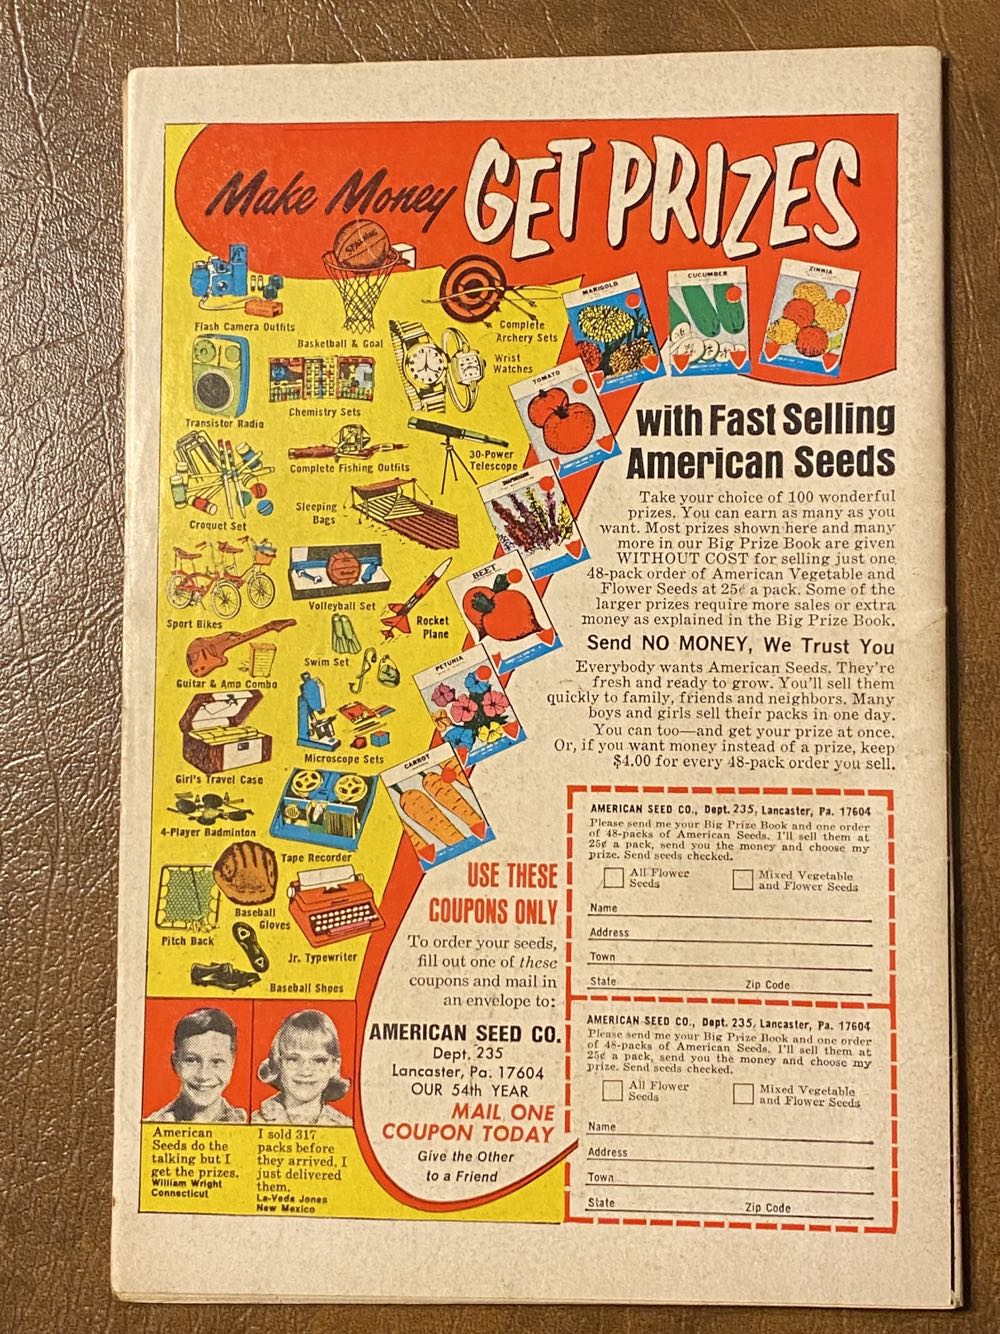 Make Money GET PRIZES
SPALDING
Flash Camera Outfits
Basketball & Goal
Complete
Archery Sets
MARIGOLD
CUCUMBER
ZINNIA
Transistor Radio
Chemistry Sets
Wrist
Watches
TOMATO
Croquet Set
Complete Fishing Outfits
30-Power
Telescope
Sleeping
Bags
Sport Bikes
Volleyball Set
Rocket
Plane
BEET
Guitar & Amp Combo
Swim Set
PETUNIA
Girl's Travel Case
Microscope Sets
CARROT
4-Player Badminton
Tape Recorder
Pitch Back
Baseball
Gloves
Jr. Typewriter
Baseball Shoes
with Fast Selling
American Seeds
Take your choice of 100 wonderful
prizes. You can earn as many as you
want. Most prizes shown here and many
more in our Big Prize Book are given
WITHOUT COST for selling just one
48-pack order of American Vegetable and
Flower Seeds at 25¢ a pack. Some of the
larger prizes require more sales or extra
money as explained in the Big Prize Book.
Send NO MONEY, We Trust You
Everybody wants American Seeds. They're
fresh and ready to grow. You'll sell them
quickly to family, friends and neighbors. Many
boys and girls sell their packs in one day.
You can too—and get your prize at once.
Or, if you want money instead of a prize, keep
$4.00 for every 48-pack order you sell.
USE THESE
COUPONS ONLY
To order your seeds,
fill out one of these
coupons and mail in
an envelope to:
AMERICAN SEED CO.
Dept. 235
Lancaster, Pa. 17604
OUR 54th YEAR
MAIL ONE
COUPON TODAY
Give the Other
to a Friend
American
Seeds do the
talking but I
get the prizes.
William Wright
Connecticut
I sold 317
packs before
they arrived, I
just delivered
them.
La-Veda Jones
New Mexico
AMERICAN SEED CO., Dept. 235, Lancaster, Pa. 17604
Please send me your Big Prize Book and one order
of 48-packs of American Seeds. I'll sell them at
25¢ a pack, send you the money and choose my
prize. Send seeds checked.
All Flower
Seeds
Mixed Vegetable
and Flower Seeds
Name
Address
Town
State Zip Code
AMERICAN SEED CO., Dept. 235, Lancaster, Pa. 17604
Please send me your Big Prize Book and one order
of 48-packs of American Seeds. I'll sell them at
25¢ a pack, send you the money and choose my
prize. Send seeds checked.
All Flower
Seeds
Mixed Vegetable
and Flower Seeds
Name
Address
Town
State Zip Code